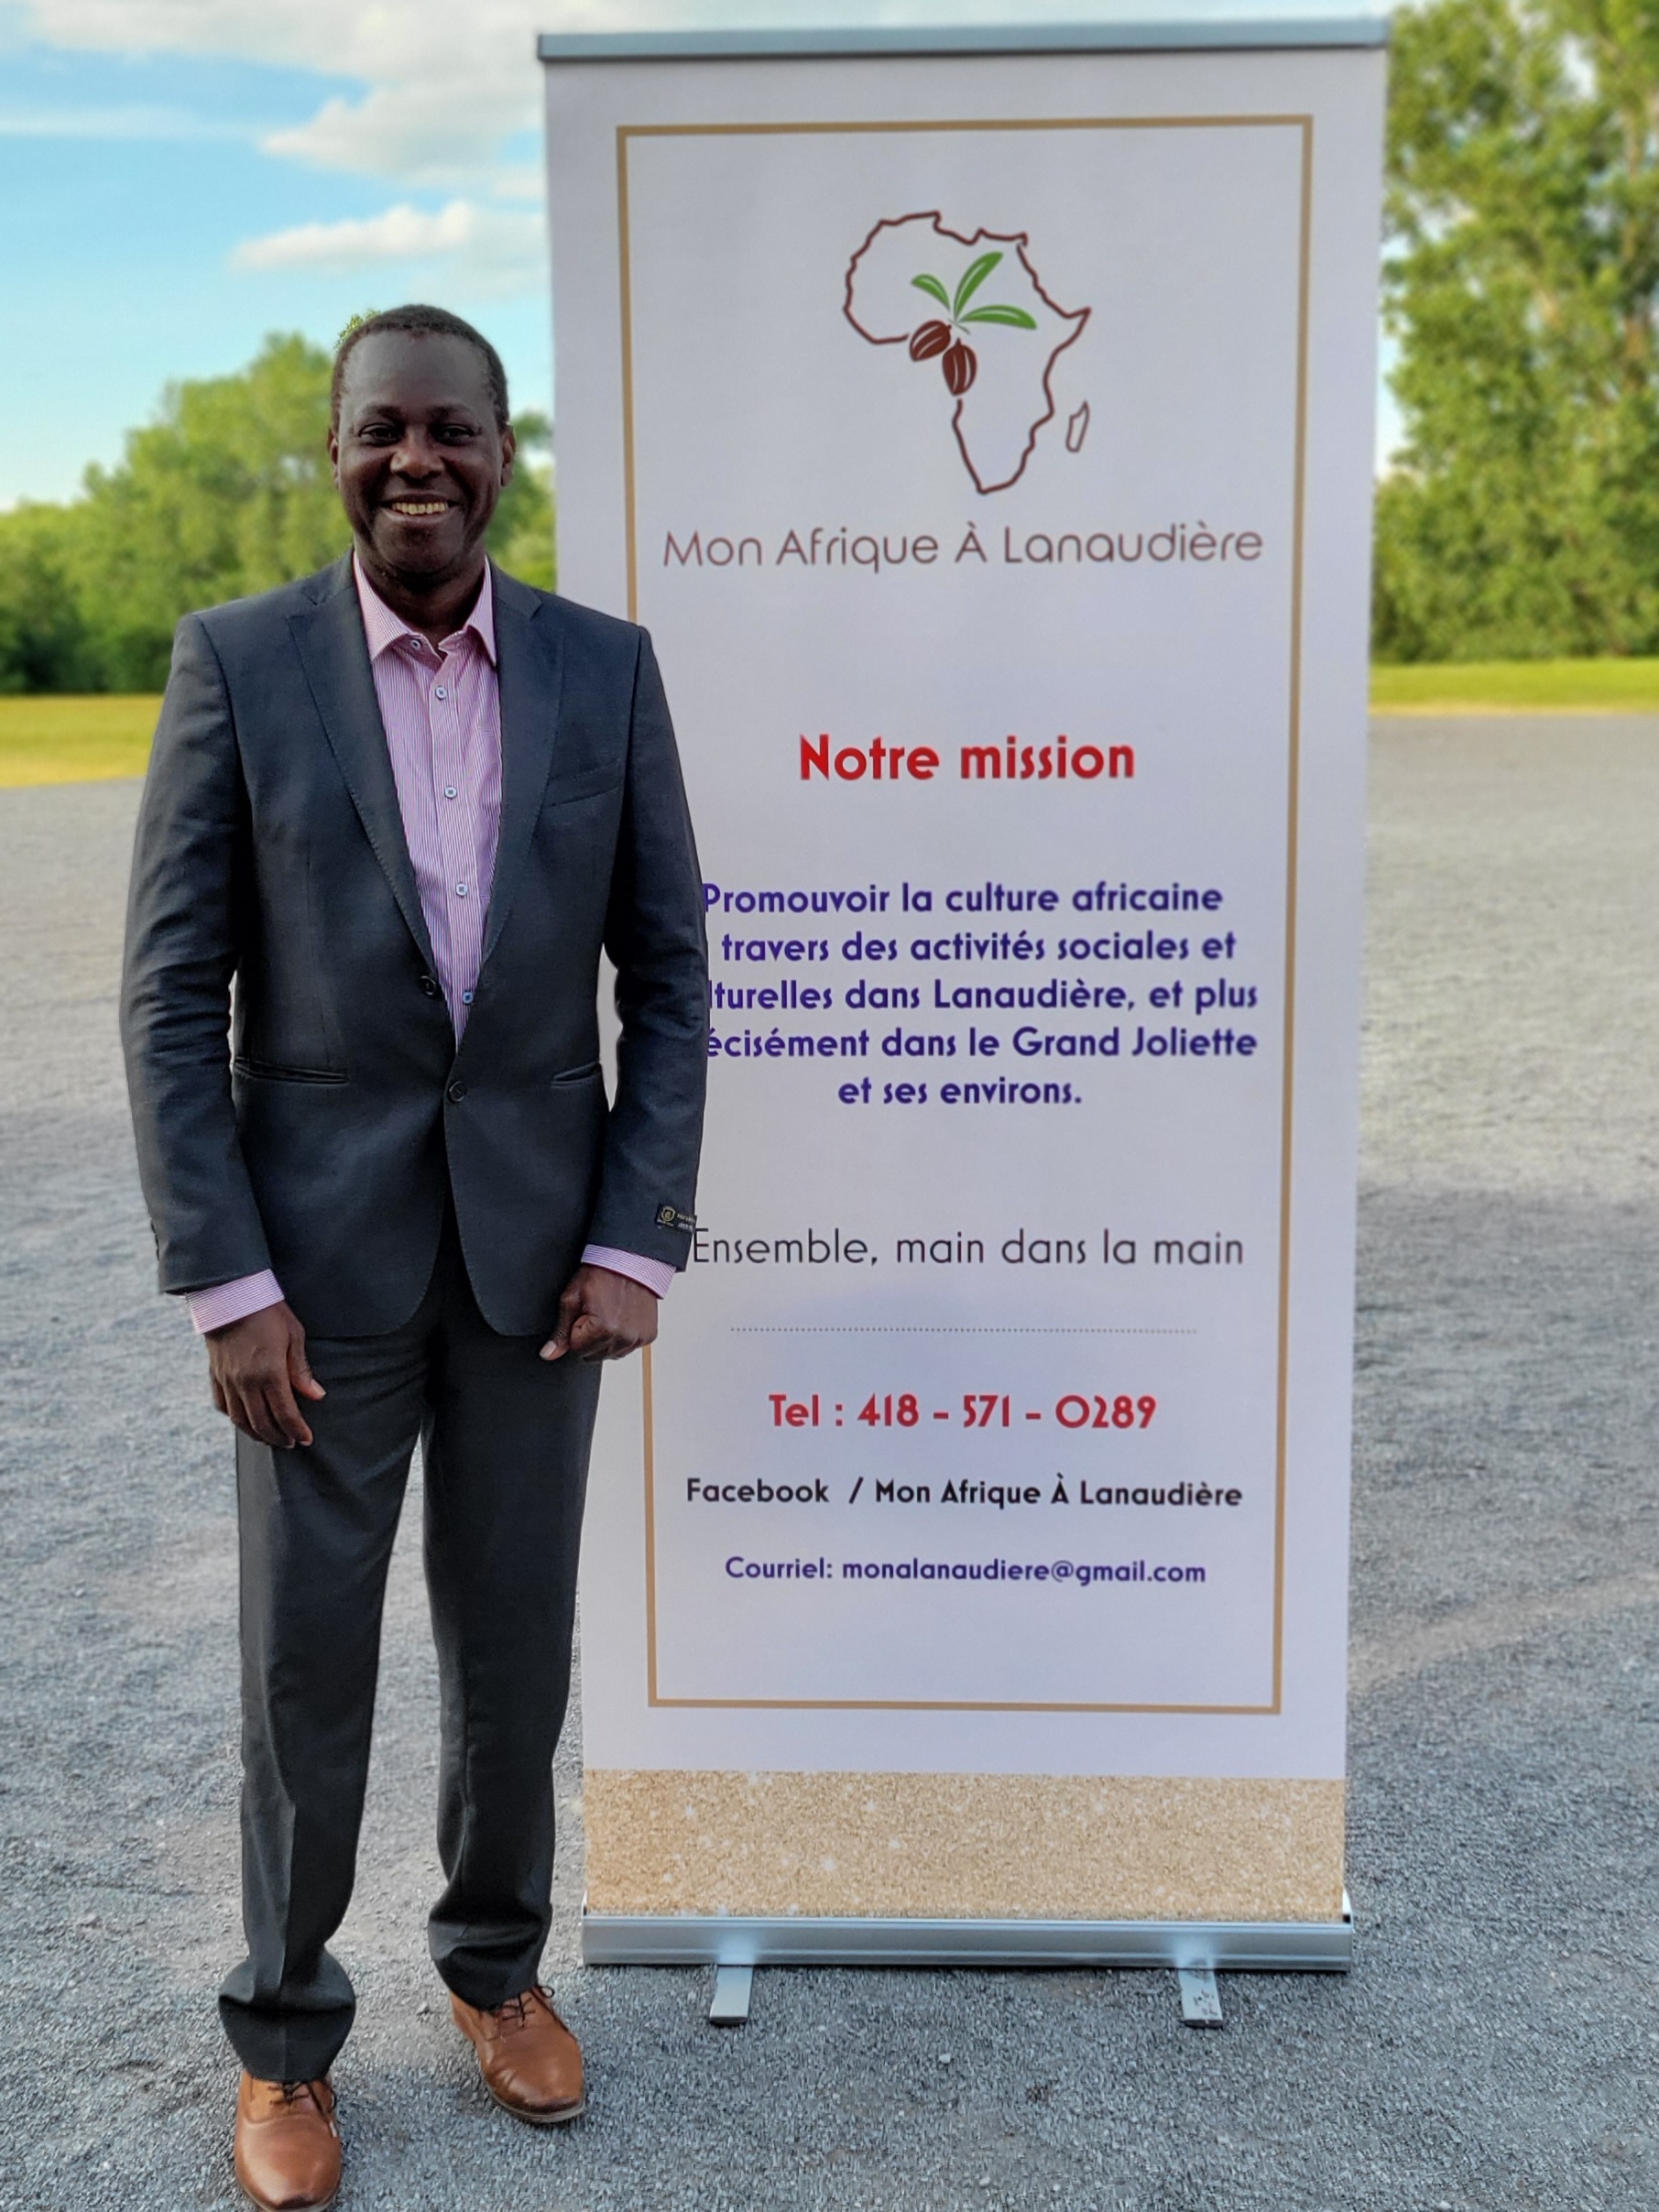 Mon Afrique À Lanaudière
Notre mission
Promouvoir la culture africaine
travers des activités sociales et
lturelles dans Lanaudière, et plus
écisément dans le Grand Joliette
et ses environs.
Ensemble, main dans la main
Tel : 418 - 571 - 0289
Facebook / Mon Afrique À Lanaudière
Courriel: monalanaudiere@gmail.com